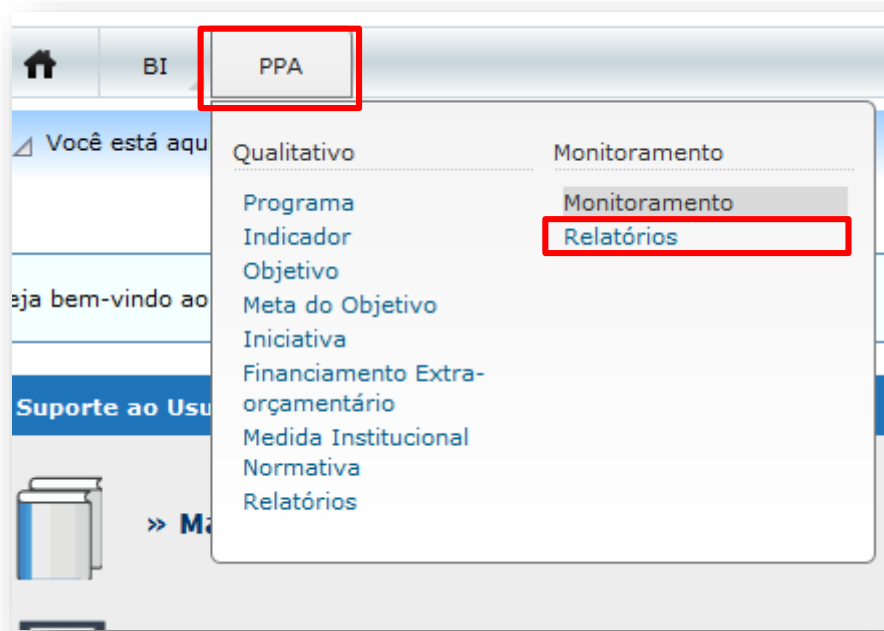 BI
PPA
Você está aqu
Qualitativo
Monitoramento
Programa
Monitoramento
Indicador
Relatórios
Objetivo
eja bem-vindo ao
Meta do Objetivo
Iniciativa
Financiamento Extra-
orçamentário
Suporte ao Usu
Medida Institucional
Normativa
Relatórios
» Ma